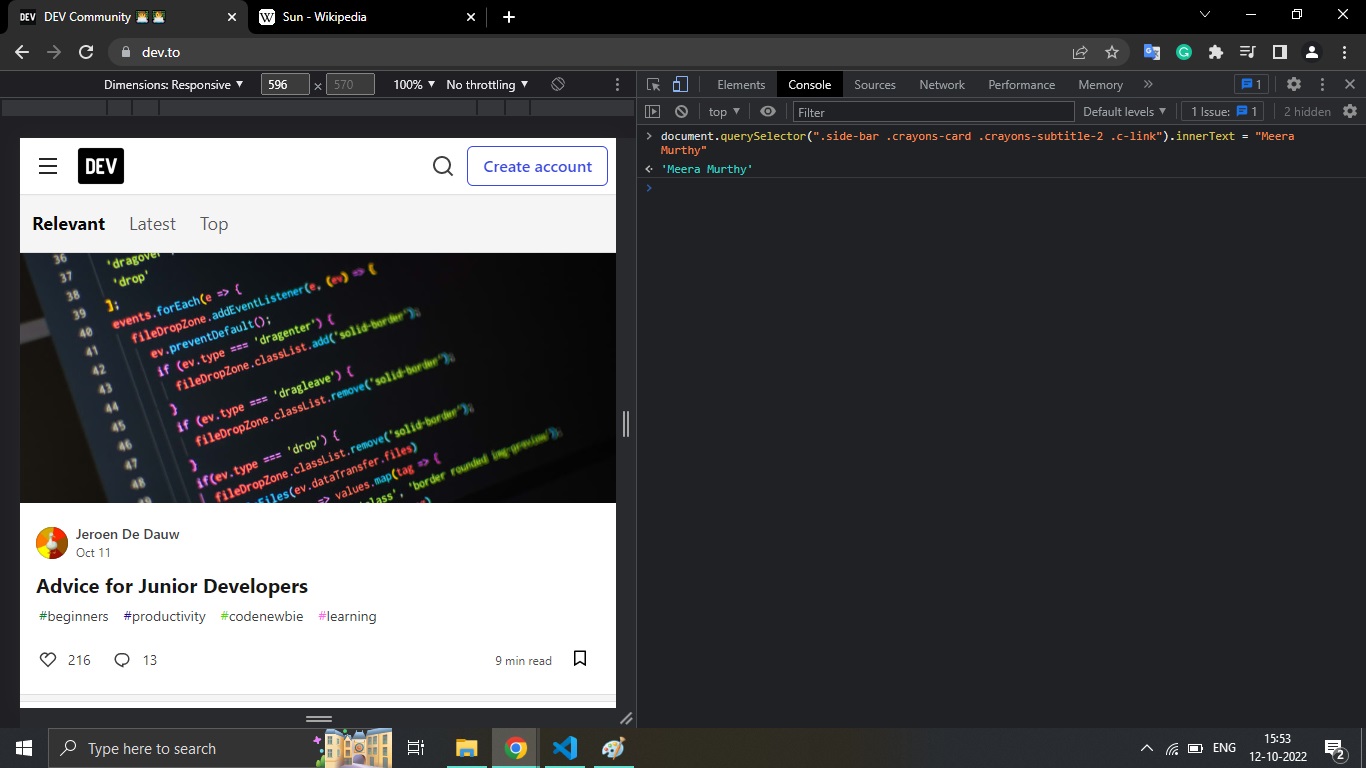 DEV Community
Sun - Wikipedia
dev.to
Dimensions: Responsive 596 × 570 100% No throttling
Elements Console Sources Network Performance Memory 1
top Filter Default levels 1 Issue: 1 2 hidden
document.querySelector(".side-bar .crayons-card .crayons-subtitle-2 .c-link").innerText = "Meera
Murthy"
'Meera Murthy'
DEV Create account
Relevant Latest Top
36 'dragover'
37 'drop'
38 ];
39 events.forEach(e => {
40 fileDropZone.addEventListener(e, (ev) => {
41 ev.preventDefault();
42 if (ev.type === 'dragenter') {
43 fileDropZone.classList.add('solid-border');
44 }
45 if (ev.type === 'dragleave') {
46 fileDropZone.classList.remove('solid-border');
47 }
48 if (ev.type === 'drop') {
fileDropZone.classList.remove('solid-border');
if(ev.dataTransfer.files)
=> values.map(tag => {
'border rounded img-preview');
Jeroen De Dauw
Oct 11
Advice for Junior Developers
#beginners #productivity #codenewbie #learning
216 13 9 min read
Type here to search
ENG 15:53
12-10-2022
2